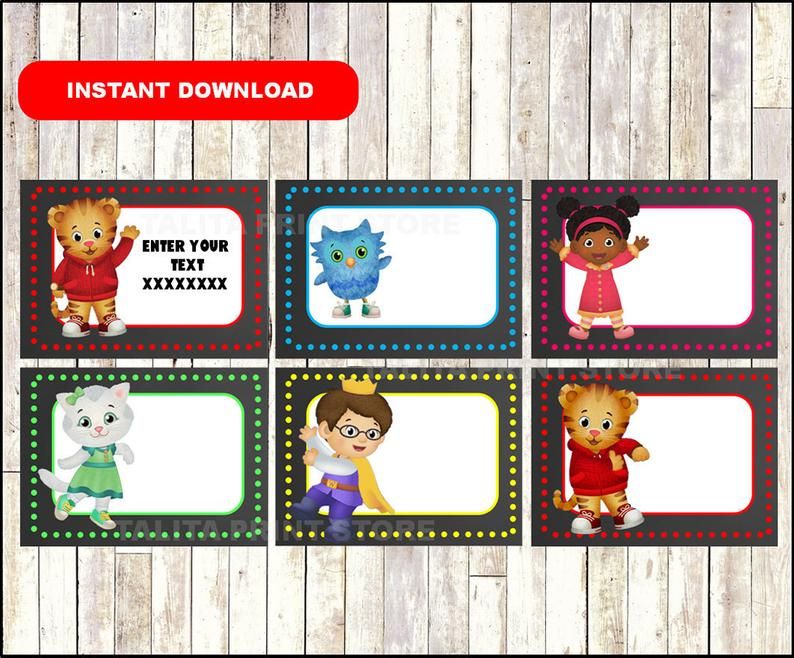 INSTANT DOWNLOAD
TALITA PRINT STORE
ENTER YOUR
TEXT
XXXXXXXX
TALITA PRINT STORE
TALITA PRINT STORE